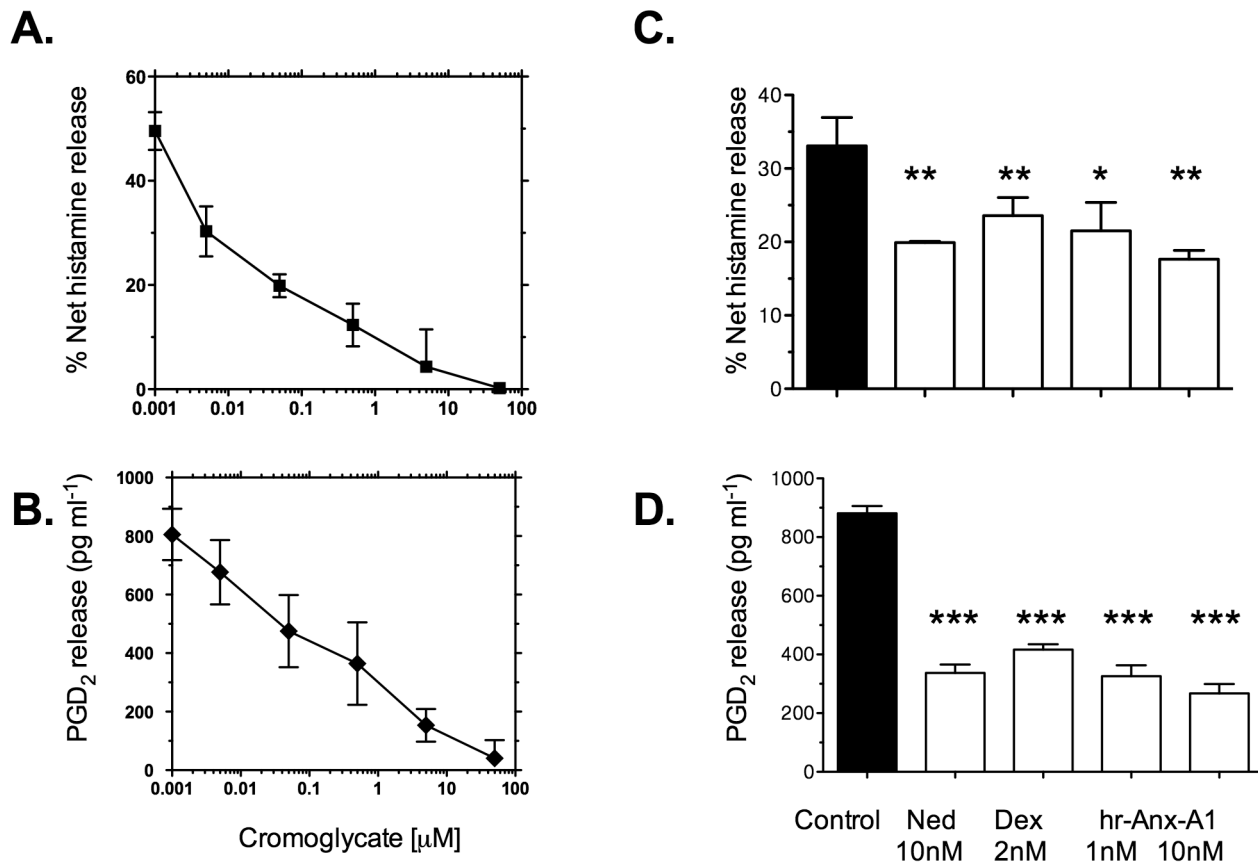 A.
% Net histamine release
60
40
20
0
0.001 0.01 0.1 1 10 100
B.
PGD₂ release (pg ml⁻¹)
1000
800
600
400
200
0
0.001 0.01 0.1 1 10 100
Cromoglycate [μM]
C.
% Net histamine release
40
30
20
10
0
** ** * **
D.
PGD₂ release (pg ml⁻¹)
1000
800
600
400
200
0
*** *** *** ***
Control Ned Dex hr-Anx-A1
10nM 2nM 1nM 10nM